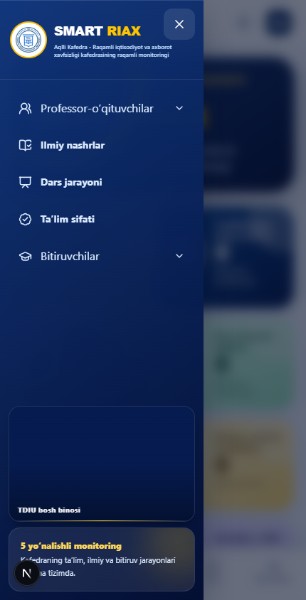 SMART RIAX
Aqlli Kafedra - Raqamli iqtisodiyot va axborot
xavfsizligi kafedrasining raqamli monitoringi
Professor-o'qituvchilar
Ilmiy nashrlar
Dars jarayoni
Ta'lim sifati
Bitiruvchilar
TDIU bosh binosi
5 yo'nalishli monitoring
Kafedraning ta'lim, ilmiy va bitiruv jarayonlari
tizimda.
N